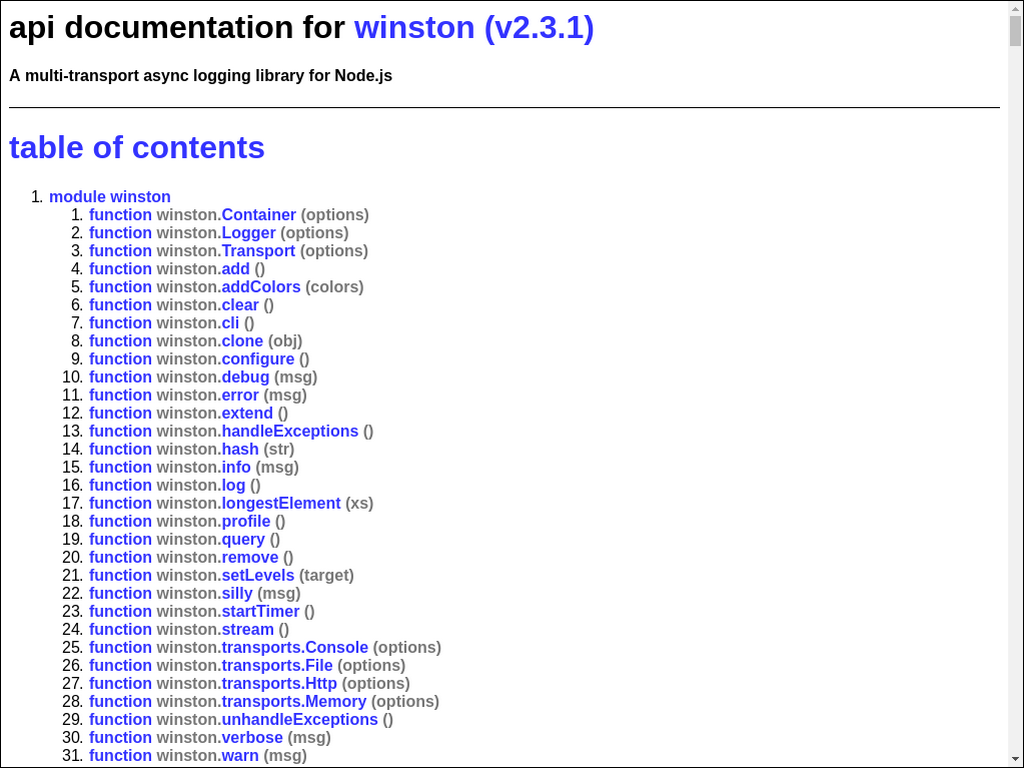 api documentation for winston (v2.3.1)
A multi-transport async logging library for Node.js
table of contents
1. module winston
1. function winston.Container (options)
2. function winston.Logger (options)
3. function winston.Transport (options)
4. function winston.add ()
5. function winston.addColors (colors)
6. function winston.clear ()
7. function winston.cli ()
8. function winston.clone (obj)
9. function winston.configure ()
10. function winston.debug (msg)
11. function winston.error (msg)
12. function winston.extend ()
13. function winston.handleExceptions ()
14. function winston.hash (str)
15. function winston.info (msg)
16. function winston.log ()
17. function winston.longestElement (xs)
18. function winston.profile ()
19. function winston.query ()
20. function winston.remove ()
21. function winston.setLevels (target)
22. function winston.silly (msg)
23. function winston.startTimer ()
24. function winston.stream ()
25. function winston.transports.Console (options)
26. function winston.transports.File (options)
27. function winston.transports.Http (options)
28. function winston.transports.Memory (options)
29. function winston.unhandleExceptions ()
30. function winston.verbose (msg)
31. function winston.warn (msg)